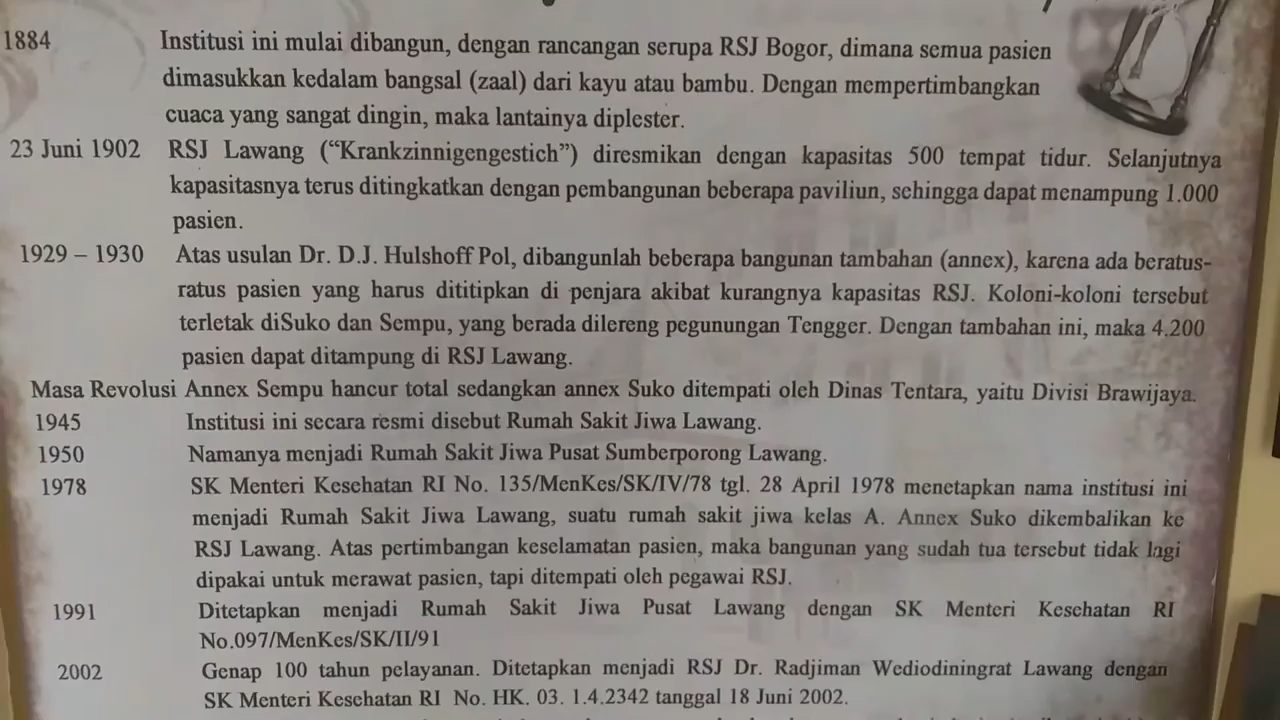 1884 Institusi ini mulai dibangun, dengan rancangan serupa RSJ Bogor, dimana semua pasien
dimasukkan kedalam bangsal (zaal) dari kayu atau bambu. Dengan mempertimbangkan
cuaca yang sangat dingin, maka lantainya diplester.
23 Juni 1902 RSJ Lawang (“Krankzinnigengestich”) diresmikan dengan kapasitas 500 tempat tidur. Selanjutnya
kapasitasnya terus ditingkatkan dengan pembangunan beberapa paviliun, sehingga dapat menampung 1.000
pasien.
1929 – 1930 Atas usulan Dr. D.J. Hulshoff Pol, dibangunlah beberapa bangunan tambahan (annex), karena ada beratus-
ratus pasien yang harus dititipkan di penjara akibat kurangnya kapasitas RSJ. Koloni-koloni tersebut
terletak diSuko dan Sempu, yang berada dilereng pegunungan Tengger. Dengan tambahan ini, maka 4.200
pasien dapat ditampung di RSJ Lawang.
Masa Revolusi Annex Sempu hancur total sedangkan annex Suko ditempati oleh Dinas Tentara, yaitu Divisi Brawijaya.
1945 Institusi ini secara resmi disebut Rumah Sakit Jiwa Lawang.
1950 Namanya menjadi Rumah Sakit Jiwa Pusat Sumberporong Lawang.
1978 SK Menteri Kesehatan RI No. 135/MenKes/SK/IV/78 tgl. 28 April 1978 menetapkan nama institusi ini
menjadi Rumah Sakit Jiwa Lawang, suatu rumah sakit jiwa kelas A. Annex Suko dikembalikan ke
RSJ Lawang. Atas pertimbangan keselamatan pasien, maka bangunan yang sudah tua tersebut tidak lagi
dipakai untuk merawat pasien, tapi ditempati oleh pegawai RSJ.
1991 Ditetapkan menjadi Rumah Sakit Jiwa Pusat Lawang dengan SK Menteri Kesehatan RI
No.097/MenKes/SK/II/91
2002 Genap 100 tahun pelayanan. Ditetapkan menjadi RSJ Dr. Radjiman Wediodiningrat Lawang dengan
SK Menteri Kesehatan RI No. HK. 03. 1.4.2342 tanggal 18 Juni 2002.